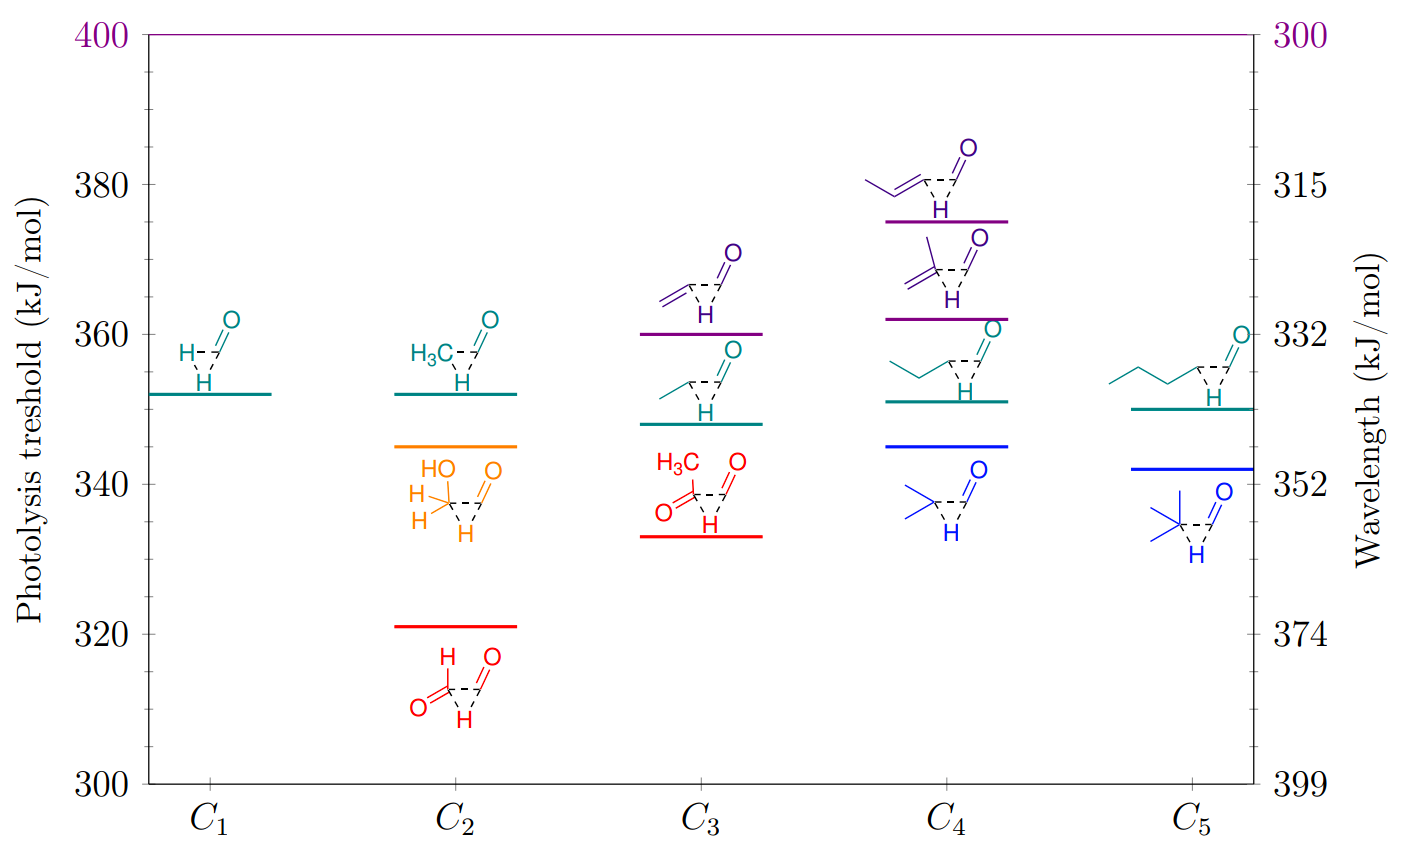 400
380
360
340
320
300
Photolysis treshold (kJ/mol)
300
315
332
352
374
399
Wavelength (kJ/mol)
C1
C2
C3
C4
C5
H
O
H
H3C
O
H
HO
H
H
O
H
H
O
O
H
O
H
O
H
H3C
O
O
H
O
H
O
H
O
H
O
H
O
H
O
H